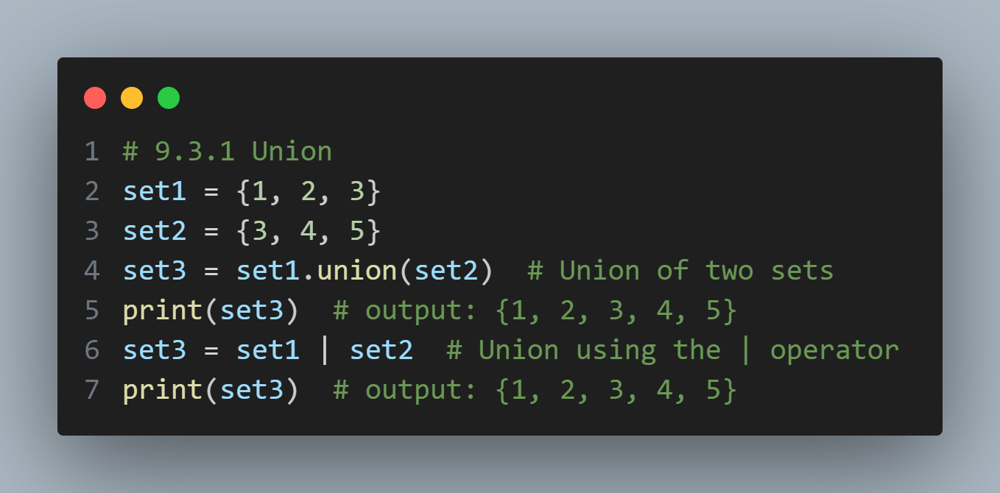 1 # 9.3.1 Union
2 set1 = {1, 2, 3}
3 set2 = {3, 4, 5}
4 set3 = set1.union(set2)  # Union of two sets
5 print(set3)  # output: {1, 2, 3, 4, 5}
6 set3 = set1 | set2  # Union using the | operator
7 print(set3)  # output: {1, 2, 3, 4, 5}